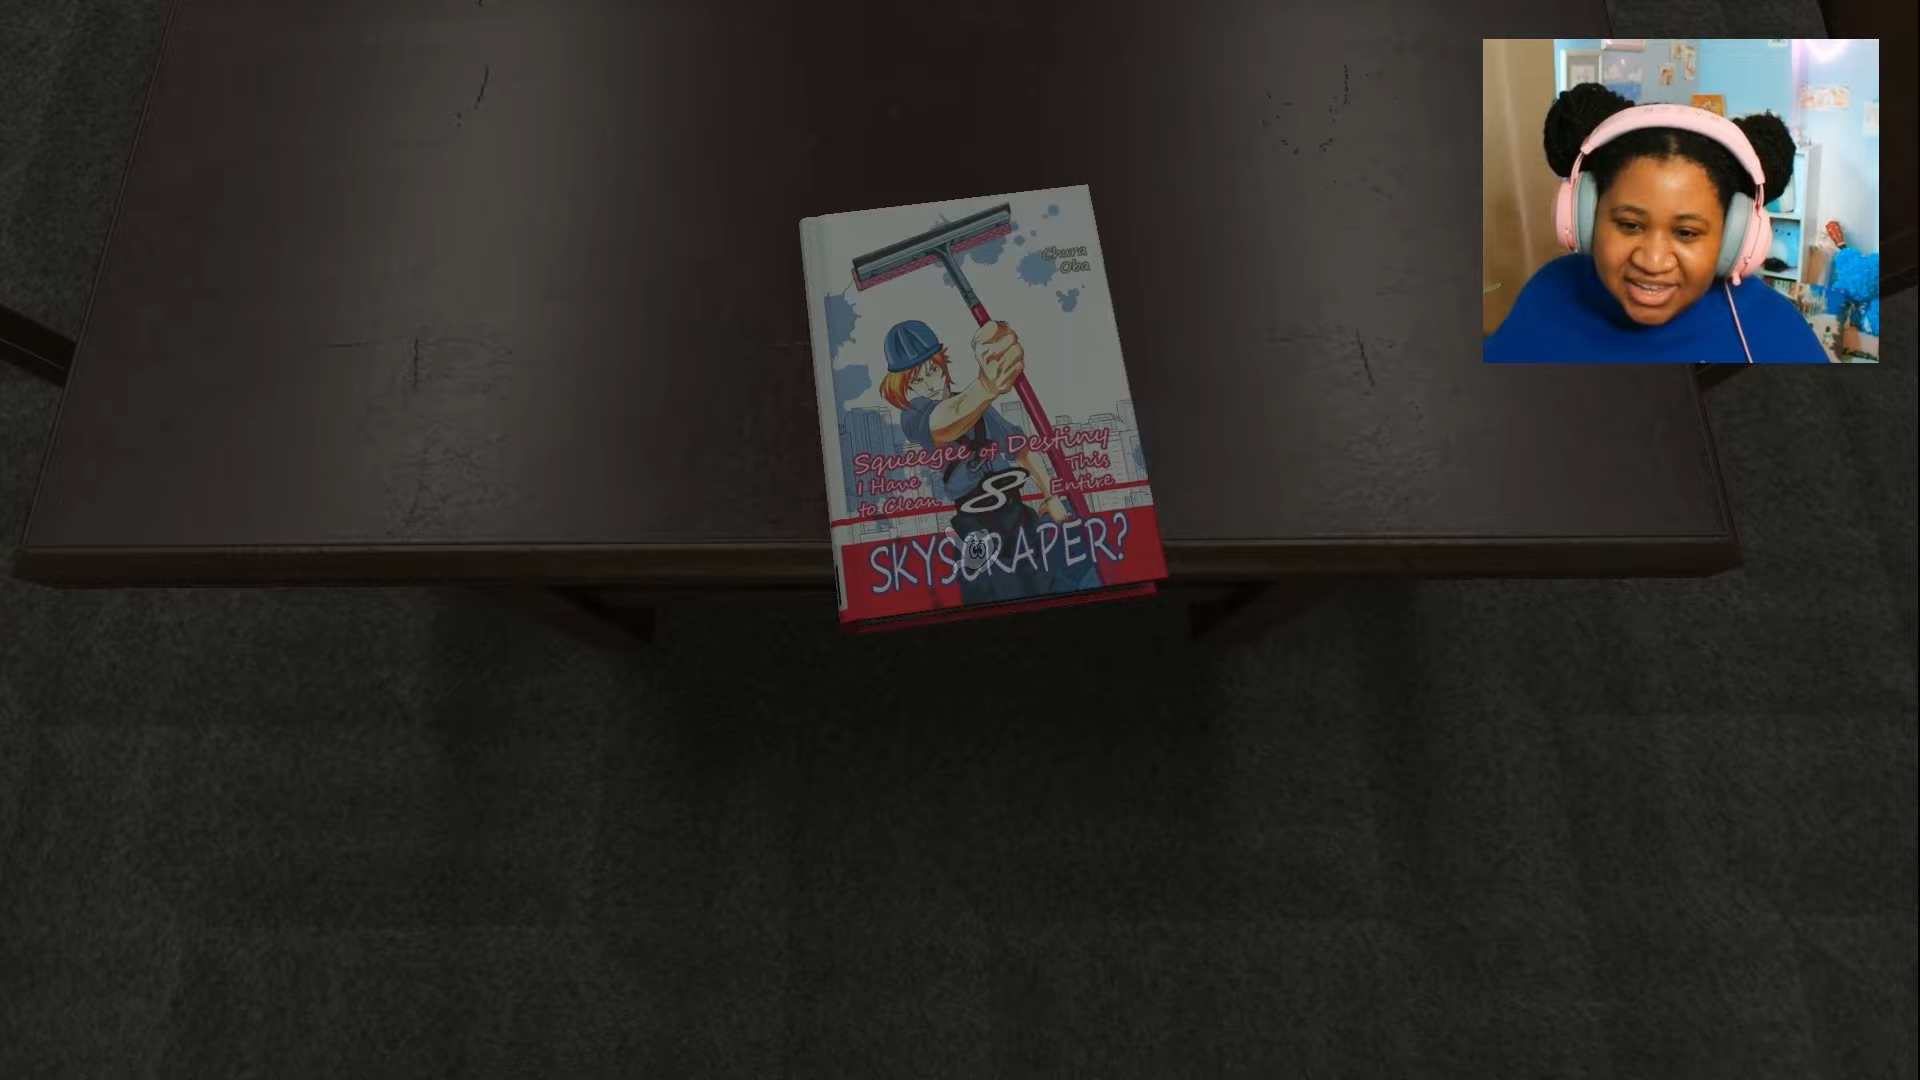 Chura
Oba
Squeegee of Destiny
I Have This
to Clean Entire
8
SKYSCRAPER?